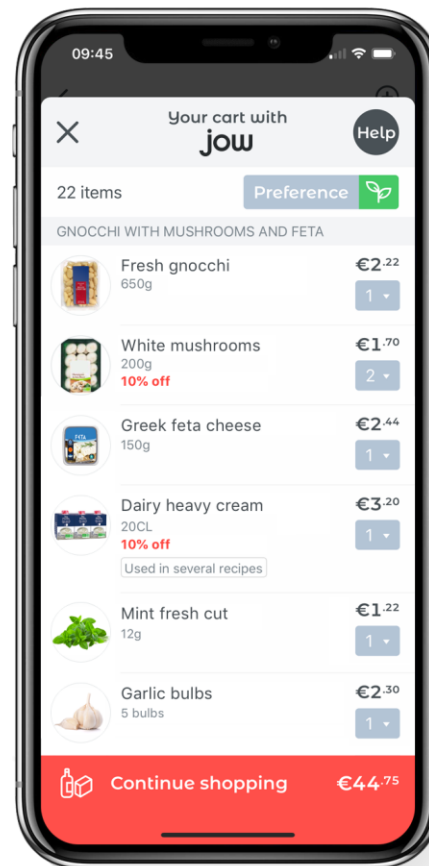 09:45
Your cart with
jow
Help
22 items
Preference
GNOCCHI WITH MUSHROOMS AND FETA
Fresh gnocchi
€2.22
650g
1
White mushrooms
€1.70
200g
10% off
2
Greek feta cheese
€2.44
150g
1
FETA
Dairy heavy cream
€3.20
20CL
10% off
1
Used in several recipes
Mint fresh cut
€1.22
12g
1
Garlic bulbs
€2.30
5 bulbs
1
Continue shopping
€44.75